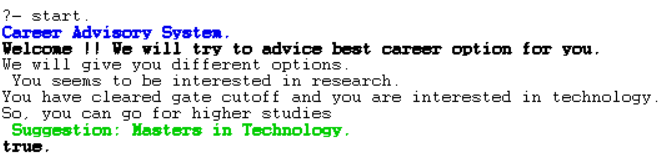 ?- start.
Career Advisory System.
Welcome !! We will try to advice best career option for you.
We will give you different options.
You seems to be interested in research.
You have cleared gate cutoff and you are interested in technology.
So, you can go for higher studies
Suggestion: Masters in Technology.
true.